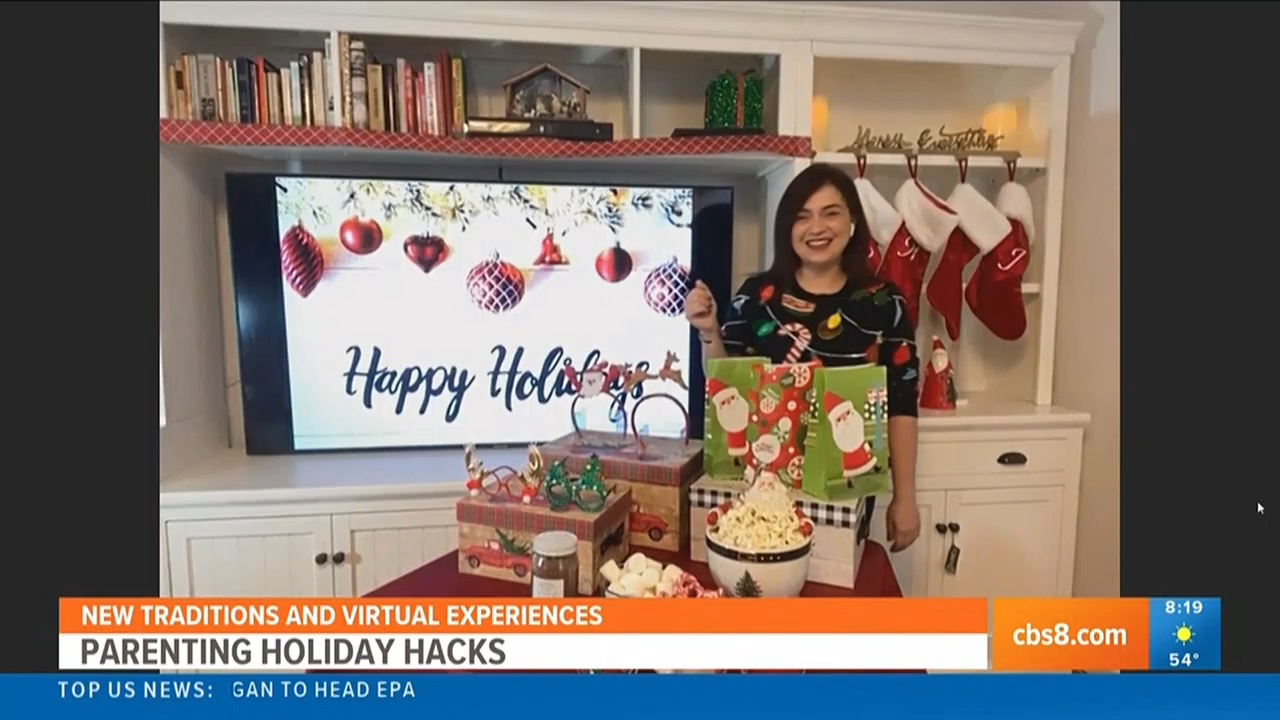 Merry & Everything
Happy Holidays
J
NEW TRADITIONS AND VIRTUAL EXPERIENCES
PARENTING HOLIDAY HACKS
cbs8.com
8:19
54°
TOP US NEWS: GAN TO HEAD EPA